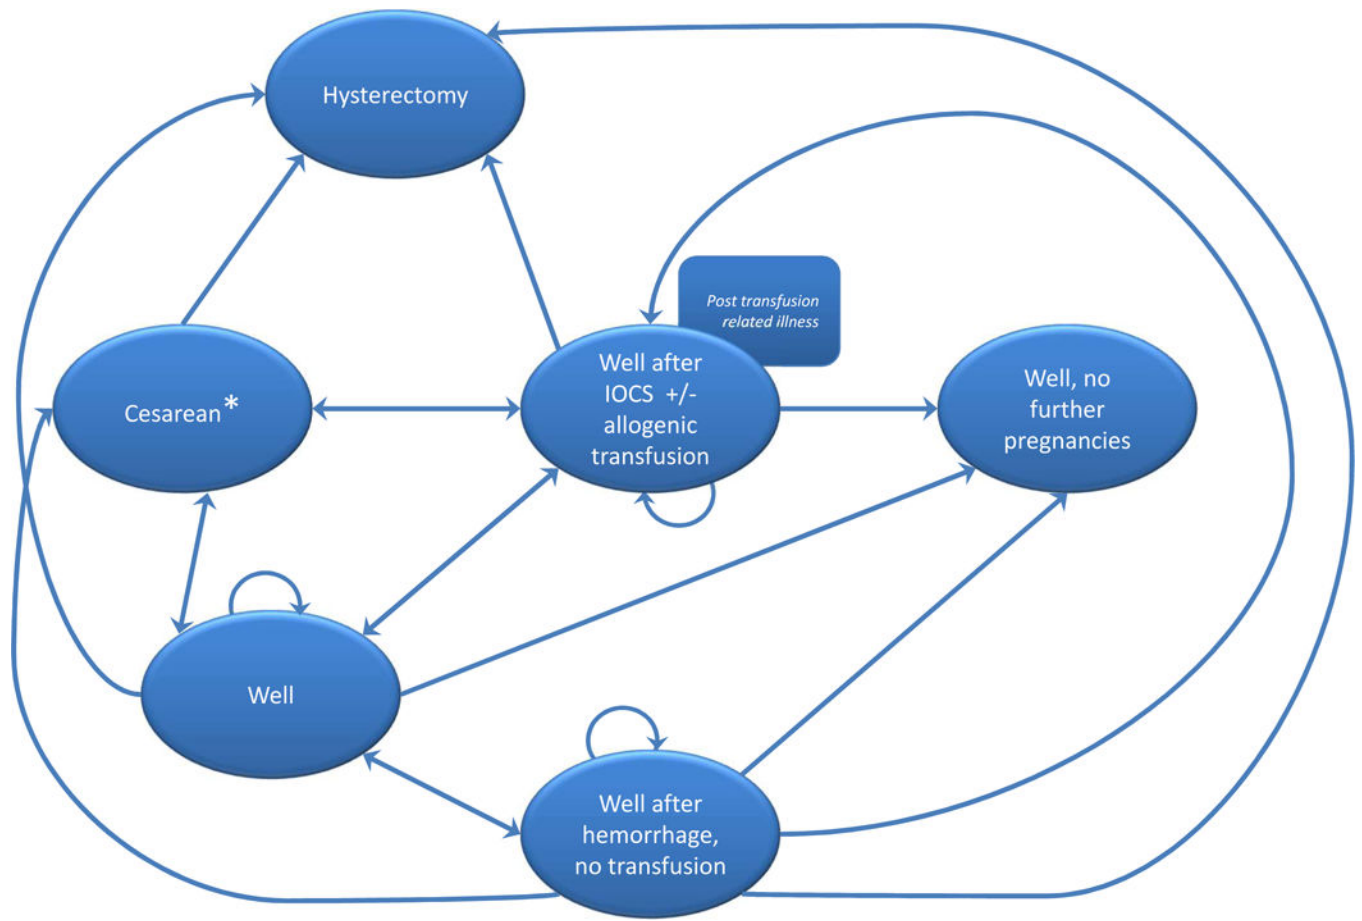 Hysterectomy
Post transfusion
related illness
Well after
IOCS +/-
allogenic
transfusion
Well, no
further
pregnancies
Cesarean*
Well
Well after
hemorrhage,
no transfusion